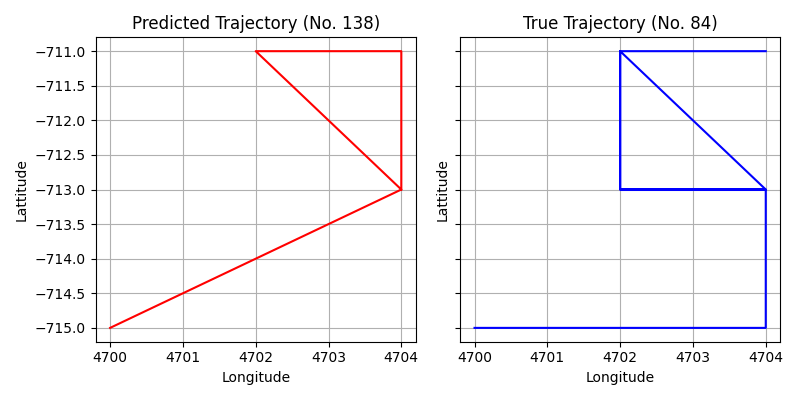 Predicted Trajectory (No. 138)
True Trajectory (No. 84)
Lattitude
−711.0
−711.5
−712.0
−712.5
−713.0
−713.5
−714.0
−714.5
−715.0
4700 4701 4702 4703 4704
Longitude
Lattitude
4700 4701 4702 4703 4704
Longitude